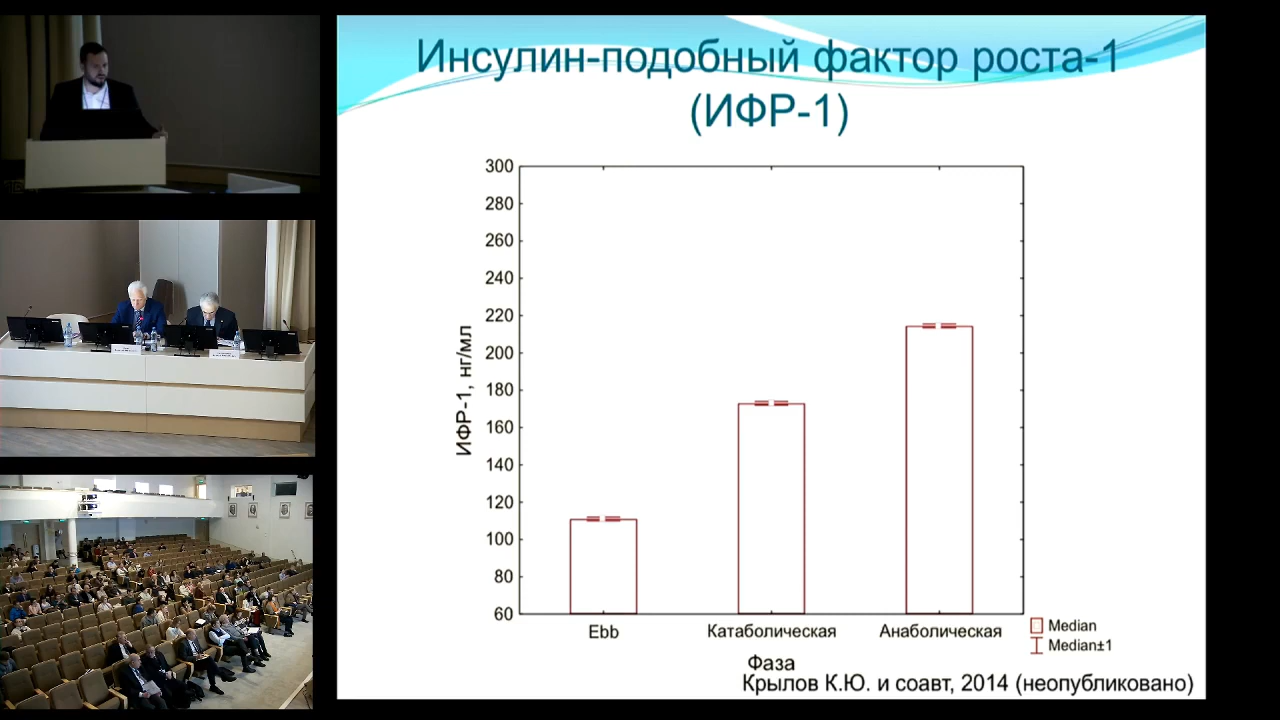 Инсулин-подобный фактор роста-1
(ИФР-1)
300
280
260
240
220
200
180
160
140
120
100
80
60
ИФР-1, нг/мл
Ebb
Катаболическая
Анаболическая
Фаза
Median
Median±1
Крылов К.Ю. и соавт, 2014 (неопубликовано)